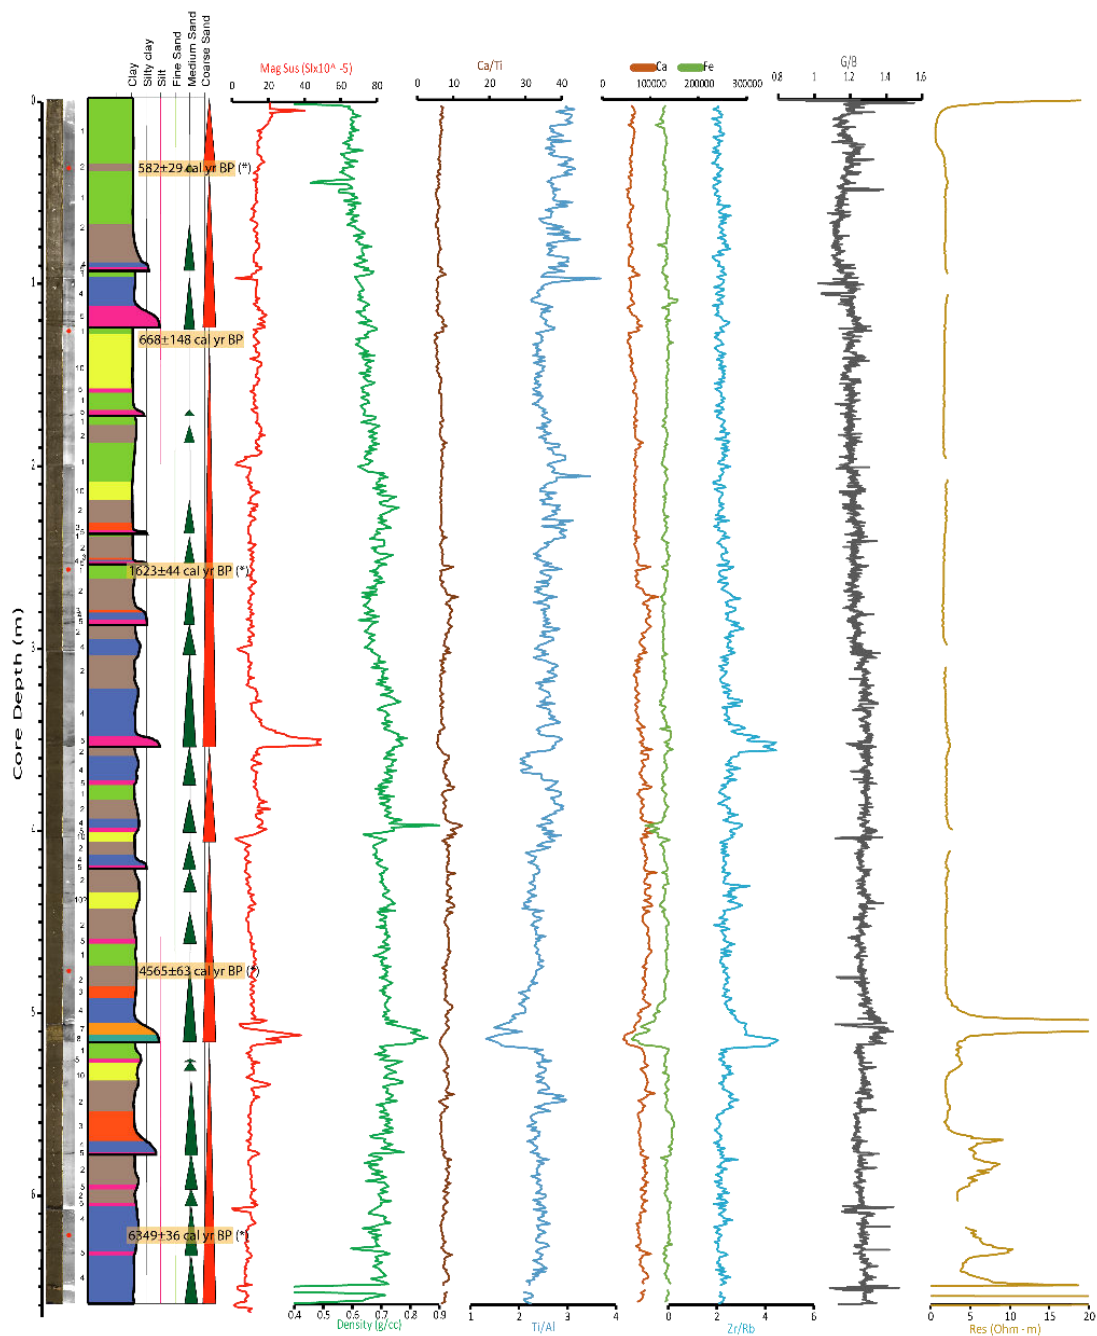 Clay
Silty clay
Silt
Fine Sand
Medium Sand
Coarse Sand
Mag Sus (SIx10^ -5)
0 20 40 60 80
Ca/Ti
0 10 20 30 40
Ca Fe
0 100000 200000 300000
G/B
0.8 1 1.2 1.4 1.6
Core Depth (m)
0
1
2
3
4
5
6
582±29 cal yr BP (*)
668±148 cal yr BP
1623±44 cal yr BP (*)
4565±63 cal yr BP (*)
6349±36 cal yr BP (*)
0.4 0.5 0.6 0.7 0.8 0.9
Density (g/cc)
1 2 3 4
Ti/Al
0 2 4 6
Zr/Rb
0 5 10 15 20
Res (Ohm - m)